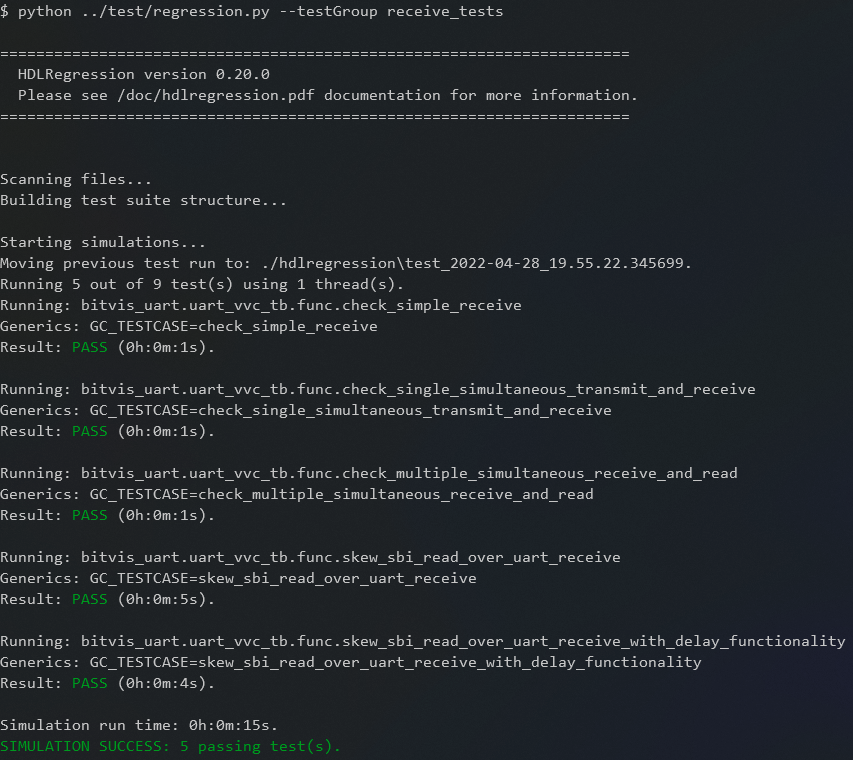 $ python ../test/regression.py --testGroup receive_tests
======================================================================
HDLRegression version 0.20.0
Please see /doc/hdlregression.pdf documentation for more information.
======================================================================
Scanning files...
Building test suite structure...
Starting simulations...
Moving previous test run to: ./hdlregression\test_2022-04-28_19.55.22.345699.
Running 5 out of 9 test(s) using 1 thread(s).
Running: bitvis_uart.uart_vvc_tb.func.check_simple_receive
Generics: GC_TESTCASE=check_simple_receive
Result: PASS (0h:0m:1s).
Running: bitvis_uart.uart_vvc_tb.func.check_single_simultaneous_transmit_and_receive
Generics: GC_TESTCASE=check_single_simultaneous_transmit_and_receive
Result: PASS (0h:0m:1s).
Running: bitvis_uart.uart_vvc_tb.func.check_multiple_simultaneous_receive_and_read
Generics: GC_TESTCASE=check_multiple_simultaneous_receive_and_read
Result: PASS (0h:0m:1s).
Running: bitvis_uart.uart_vvc_tb.func.skew_sbi_read_over_uart_receive
Generics: GC_TESTCASE=skew_sbi_read_over_uart_receive
Result: PASS (0h:0m:5s).
Running: bitvis_uart.uart_vvc_tb.func.skew_sbi_read_over_uart_receive_with_delay_functionality
Generics: GC_TESTCASE=skew_sbi_read_over_uart_receive_with_delay_functionality
Result: PASS (0h:0m:4s).
Simulation run time: 0h:0m:15s.
SIMULATION SUCCESS: 5 passing test(s).